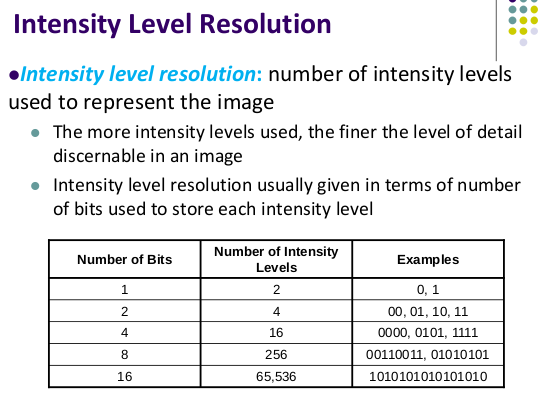 Intensity Level Resolution
Intensity level resolution: number of intensity levels
used to represent the image
The more intensity levels used, the finer the level of detail
discernable in an image
Intensity level resolution usually given in terms of number
of bits used to store each intensity level
Number of Bits Number of Intensity Levels Examples
1 2 0, 1
2 4 00, 01, 10, 11
4 16 0000, 0101, 1111
8 256 00110011, 01010101
16 65,536 1010101010101010